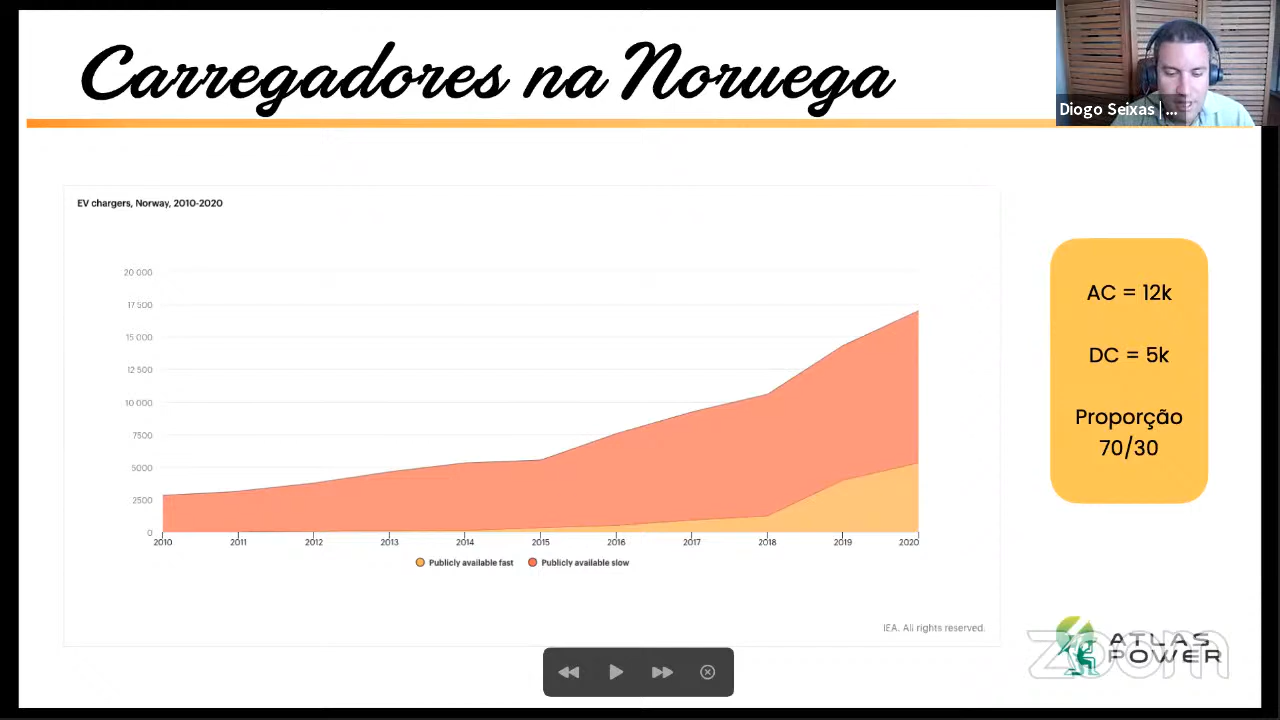 Carregadores na Noruega
Diogo Seixas | ...
EV chargers, Norway, 2010-2020
20 000
17 500
15 000
12 500
10 000
7500
5000
2500
0
2010 2011 2012 2013 2014 2015 2016 2017 2018 2019 2020
Publicly available fast Publicly available slow
IEA. All rights reserved.
AC = 12k
DC = 5k
Proporção
70/30
ATLAS
POWER
zoom